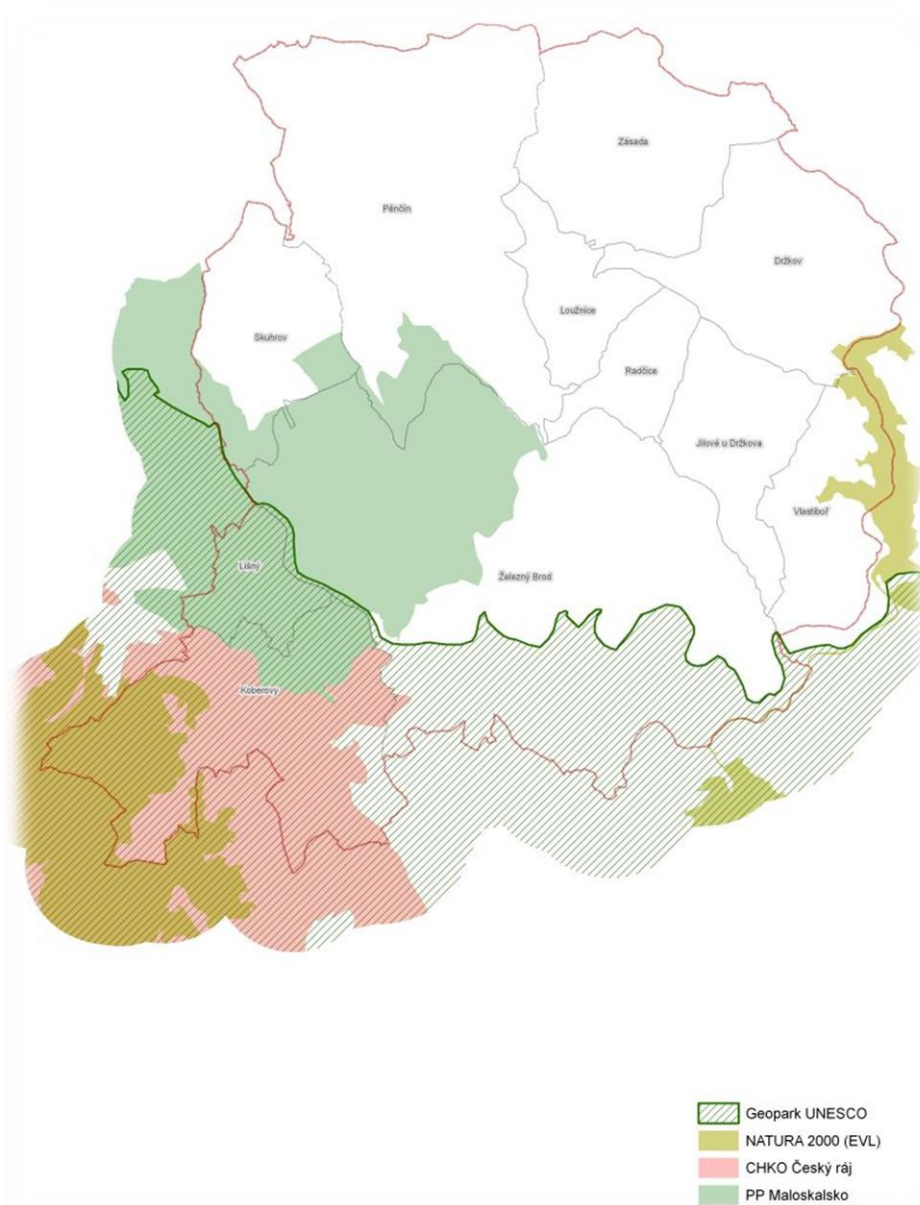 Zásada
Pěnčín
Držkov
Loužnice
Skuhrov
Radčice
Jílové u Držkova
Vlastiboř
Líšný
Železný Brod
Koberovy
Geopark UNESCO
NATURA 2000 (EVL)
CHKO Český ráj
PP Maloskalsko